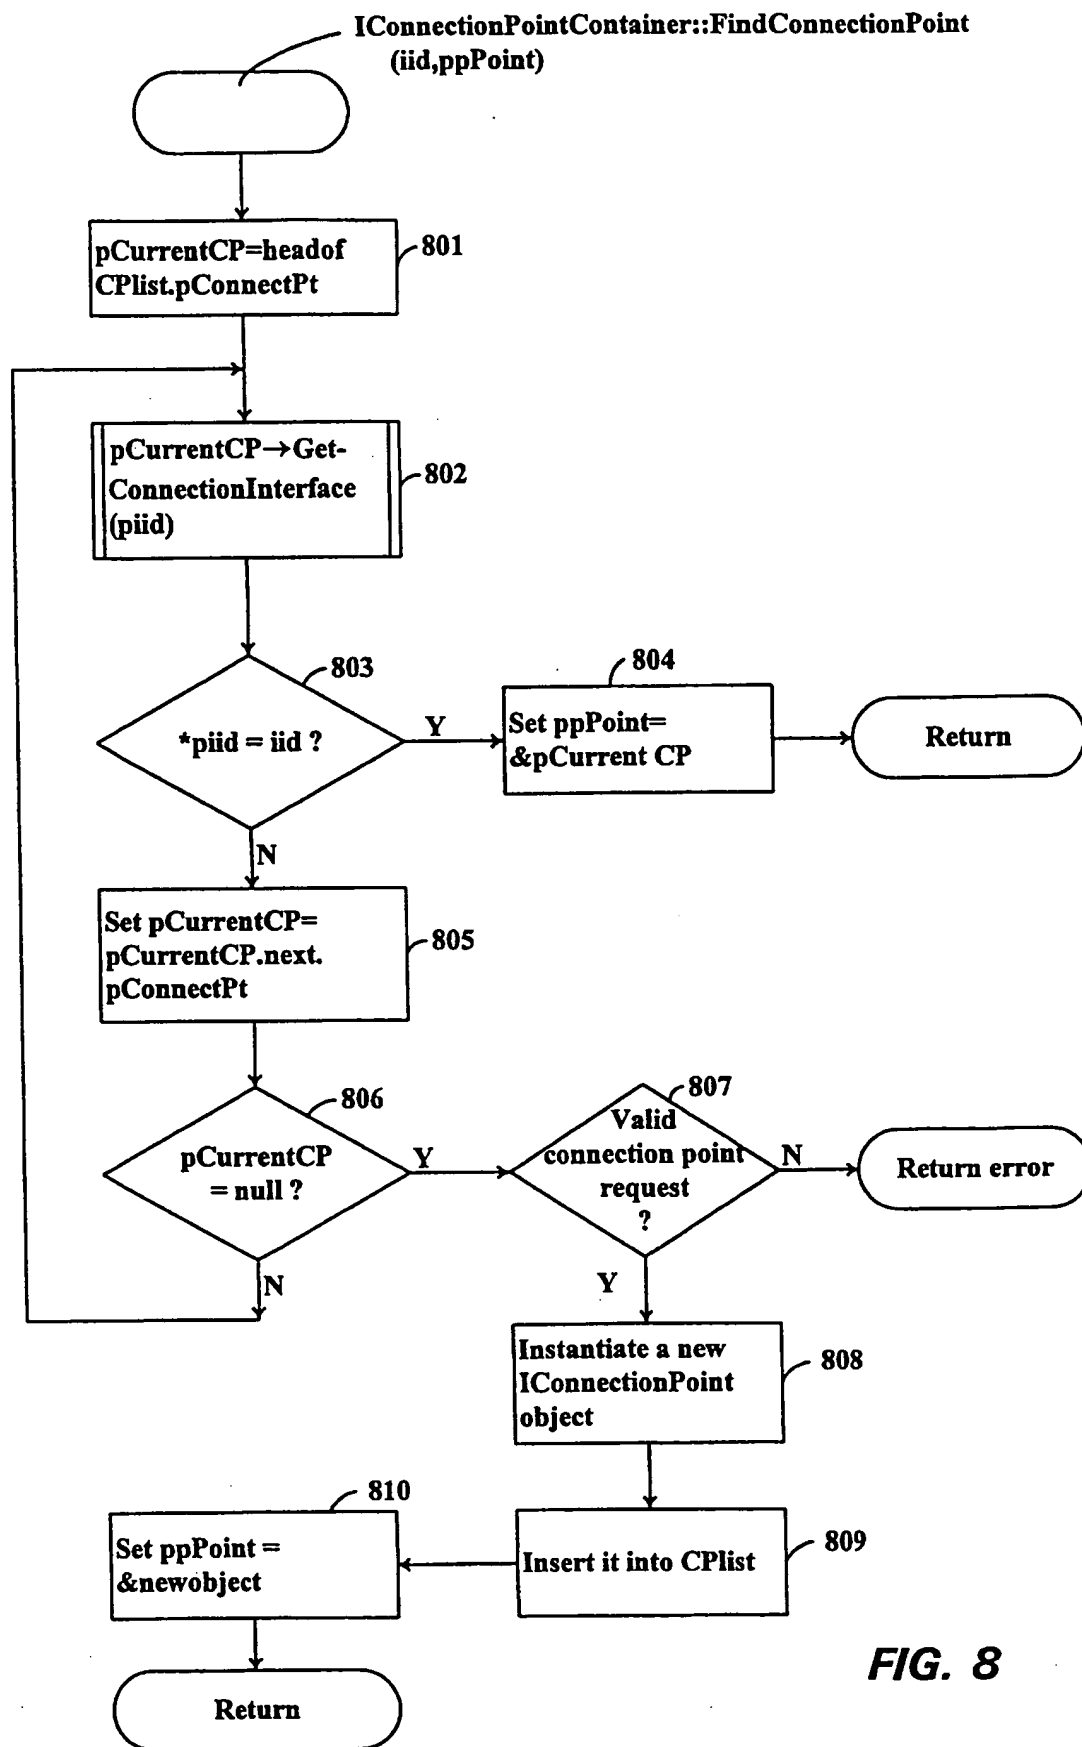 IConnectionPointContainer::FindConnectionPoint
(iid,ppPoint)
pCurrentCP=headof
CPlist.pConnectPt
801
pCurrentCP→Get-
ConnectionInterface
(piid)
802
803
*piid = iid ?
Y
804
Set ppPoint=
&pCurrent CP
Return
N
Set pCurrentCP=
pCurrentCP.next.
pConnectPt
805
806
pCurrentCP
= null ?
Y
N
807
Valid
connection point
request
?
N
Return error
Y
Instantiate a new
IConnectionPoint
object
808
Insert it into CPlist
809
810
Set ppPoint =
&newobject
Return
FIG. 8